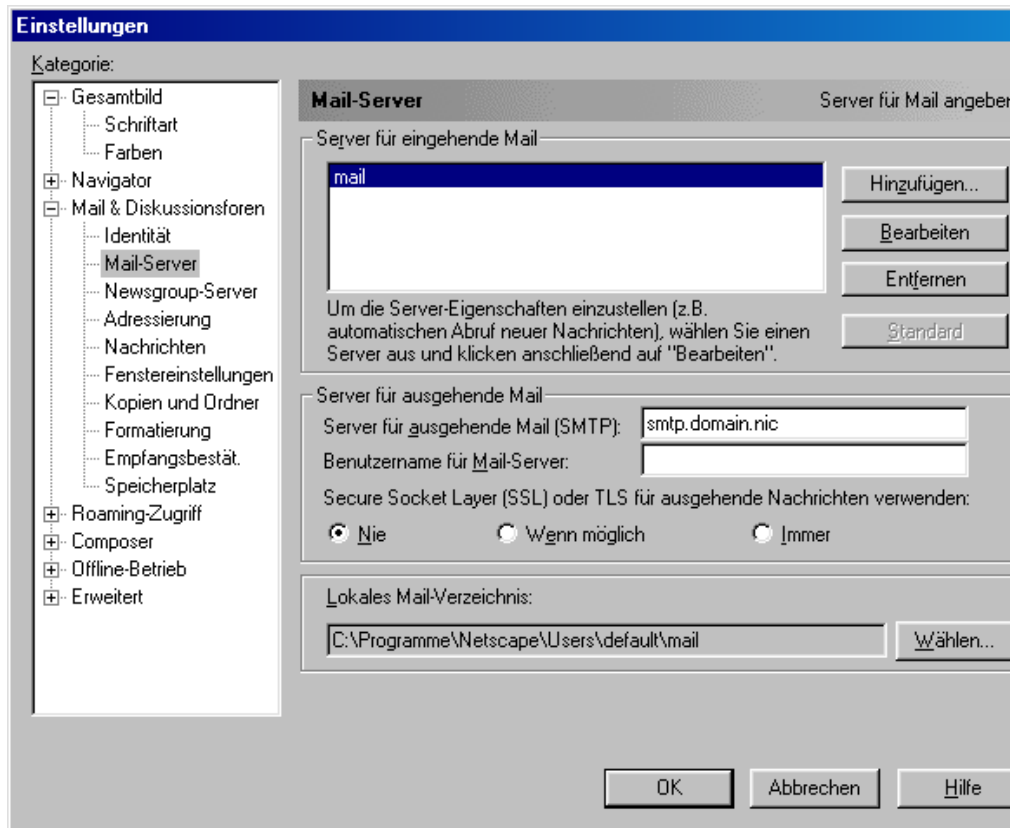 Einstellungen
Kategorie:
Gesamtbild
Schriftart
Farben
Navigator
Mail & Diskussionsforen
Identität
Mail-Server
Newsgroup-Server
Adressierung
Nachrichten
Fenstereinstellungen
Kopien und Ordner
Formatierung
Empfangsbestät.
Speicherplatz
Roaming-Zugriff
Composer
Offline-Betrieb
Erweitert
Mail-Server Server für Mail angeben
Server für eingehende Mail
mail
Hinzufügen...
Bearbeiten
Entfernen
Standard
Um die Server-Eigenschaften einzustellen (z.B.
automatischen Abruf neuer Nachrichten), wählen Sie einen
Server aus und klicken anschließend auf "Bearbeiten".
Server für ausgehende Mail
Server für ausgehende Mail (SMTP): smtp.domain.nic
Benutzername für Mail-Server:
Secure Socket Layer (SSL) oder TLS für ausgehende Nachrichten verwenden:
Nie Wenn möglich Immer
Lokales Mail-Verzeichnis:
C:\Programme\Netscape\Users\default\mail Wählen...
OK Abbrechen Hilfe